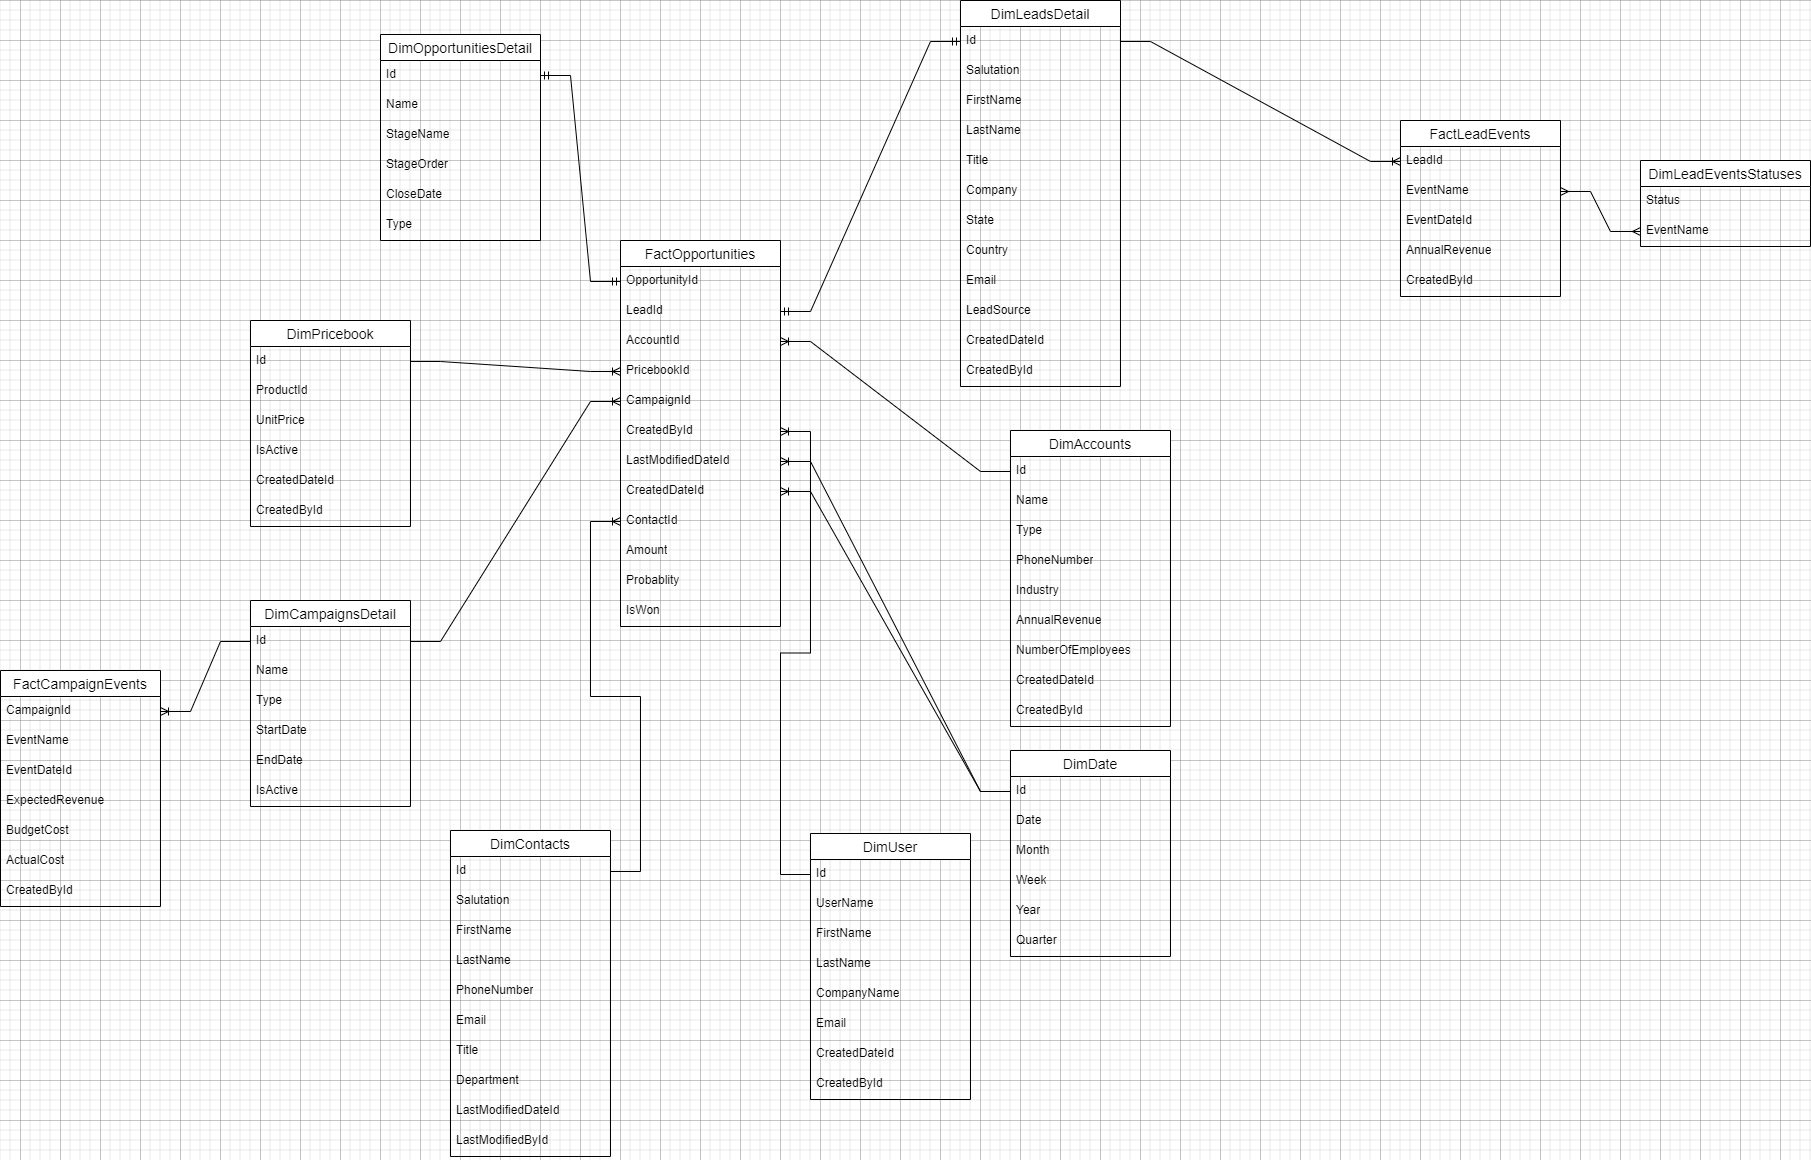 DimLeadsDetail
Id
Salutation
FirstName
LastName
Title
Company
State
Country
Email
LeadSource
CreatedDateId
CreatedById
DimOpportunitiesDetail
Id
Name
StageName
StageOrder
CloseDate
Type
FactLeadEvents
LeadId
EventName
EventDateId
AnnualRevenue
CreatedById
DimLeadEventsStatuses
Status
EventName
FactOpportunities
OpportunityId
LeadId
AccountId
PricebookId
CampaignId
CreatedById
LastModifiedDateId
CreatedDateId
ContactId
Amount
Probablity
IsWon
DimPricebook
Id
ProductId
UnitPrice
IsActive
CreatedDateId
CreatedById
DimAccounts
Id
Name
Type
PhoneNumber
Industry
AnnualRevenue
NumberOfEmployees
CreatedDateId
CreatedById
DimCampaignsDetail
Id
Name
Type
StartDate
EndDate
IsActive
FactCampaignEvents
CampaignId
EventName
EventDateId
ExpectedRevenue
BudgetCost
ActualCost
CreatedById
DimDate
Id
Date
Month
Week
Year
Quarter
DimContacts
Id
Salutation
FirstName
LastName
PhoneNumber
Email
Title
Department
LastModifiedDateId
LastModifiedById
DimUser
Id
UserName
FirstName
LastName
CompanyName
Email
CreatedDateId
CreatedById